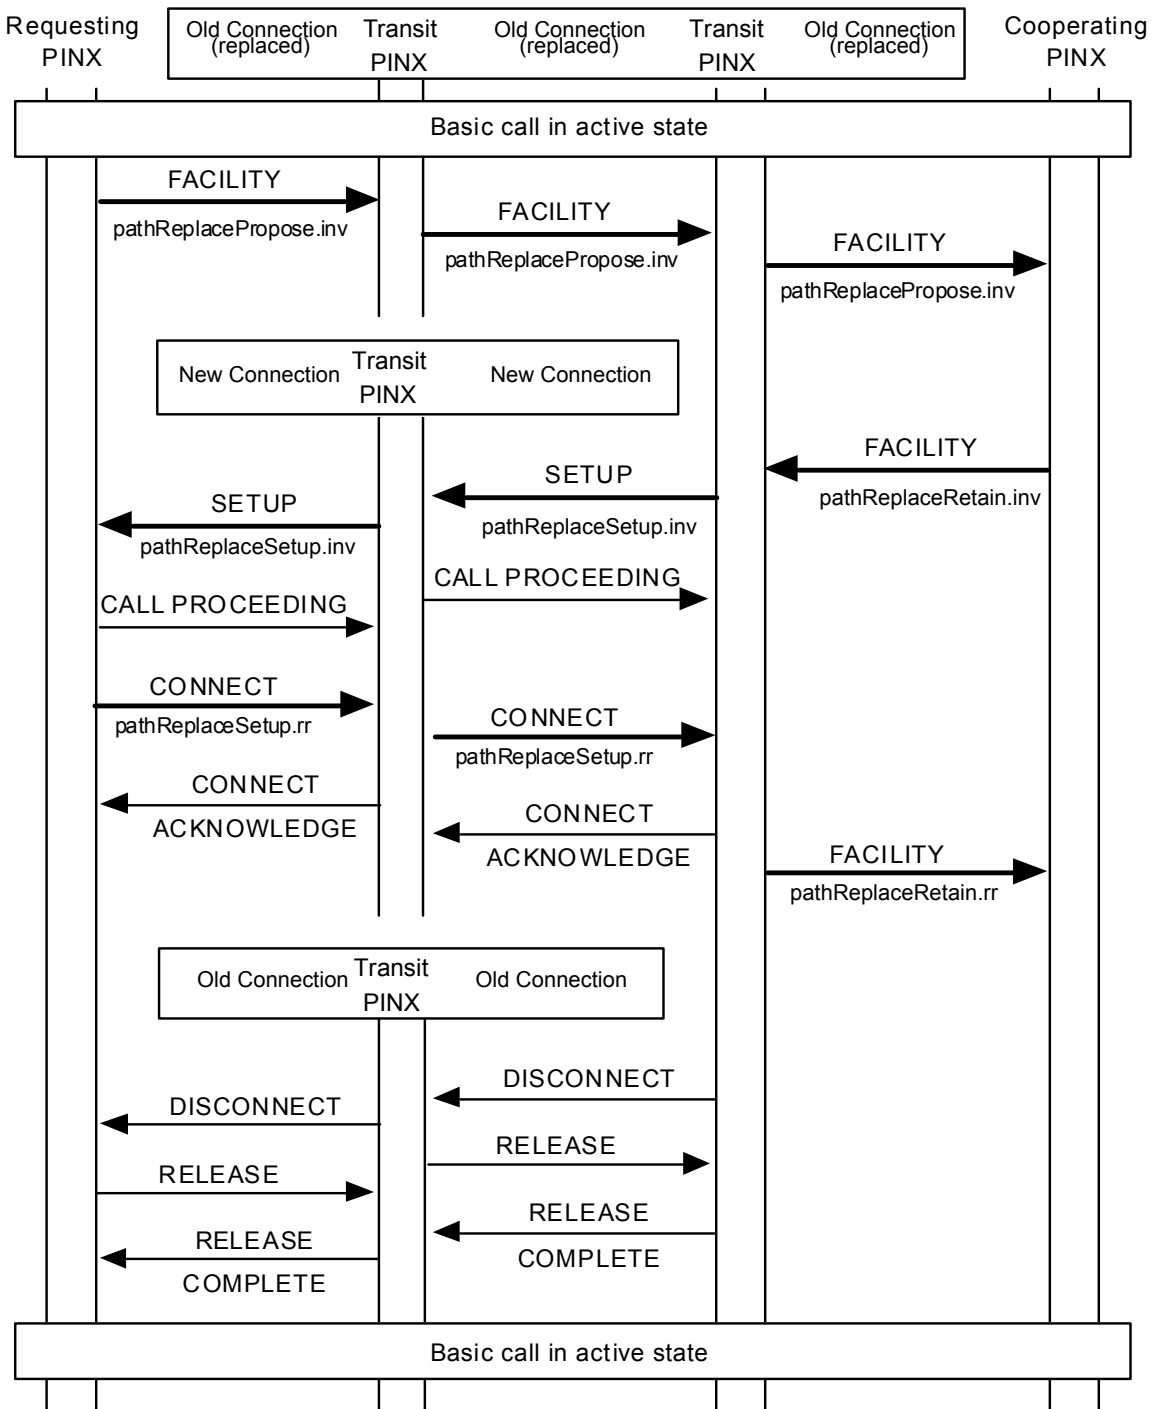 Requesting
PINX
Old Connection
(replaced)
Transit
PINX
Old Connection
(replaced)
Transit
PINX
Old Connection
(replaced)
Cooperating
PINX
Basic call in active state
FACILITY
pathReplacePropose.inv
FACILITY
pathReplacePropose.inv
FACILITY
pathReplacePropose.inv
New Connection
Transit
PINX
New Connection
FACILITY
pathReplaceRetain.inv
SETUP
pathReplaceSetup.inv
SETUP
pathReplaceSetup.inv
CALL PROCEEDING
CALL PROCEEDING
CONNECT
pathReplaceSetup.rr
CONNECT
pathReplaceSetup.rr
CONNECT
ACKNOWLEDGE
CONNECT
ACKNOWLEDGE
FACILITY
pathReplaceRetain.rr
Old Connection
Transit
PINX
Old Connection
DISCONNECT
DISCONNECT
RELEASE
RELEASE
RELEASE
COMPLETE
RELEASE
COMPLETE
Basic call in active state